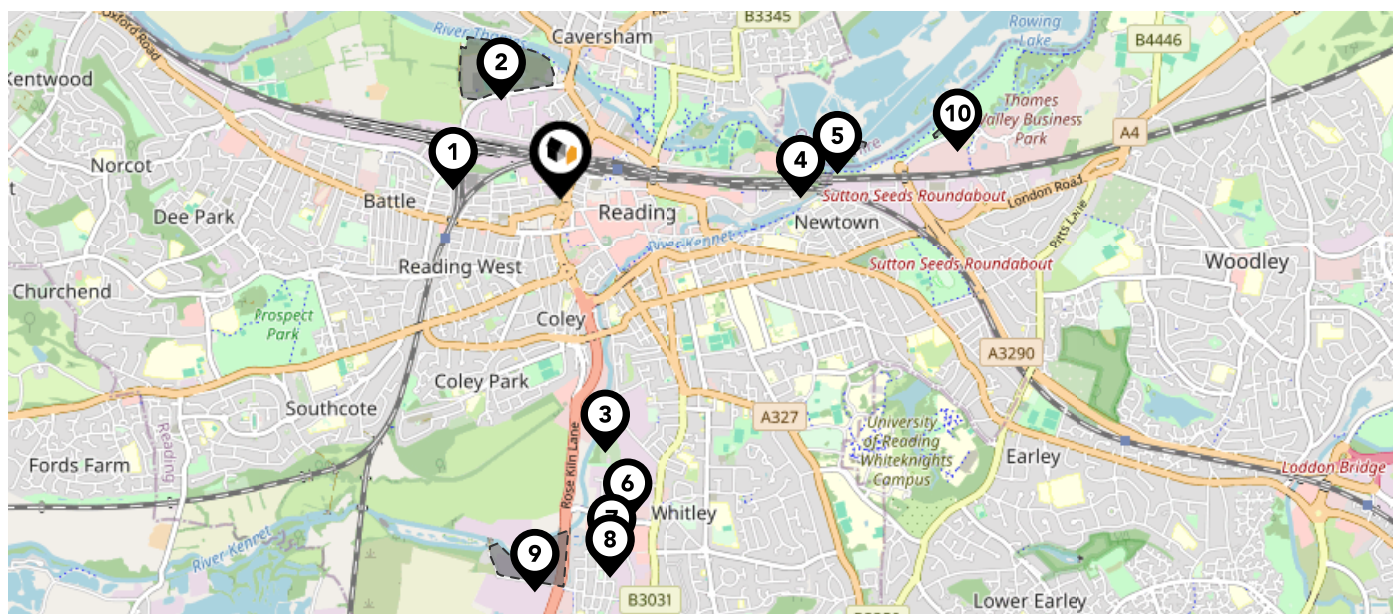 B3345
River Thames
Caversham
Rowing
Lake
B4446
Oxford Road
Kentwood
2
Thames
Valley Business
Park
10
5
A4
1
4
Norcot
London Road
Battle
Dee Park
Reading
Sutton Seeds Roundabout
Newtown
Pitts Lane
River Kennet
Reading West
Sutton Seeds Roundabout
Woodley
Churchend
Prospect
Park
Coley
A3290
Coley Park
Southcote
3
A327
University
of Reading
Whiteknights
Campus
Rose Kiln Lane
Reading
Fords Farm
Earley
Loddon Bridge
6
7
Whitley
8
River Kennet
9
B3031
Lower Earley